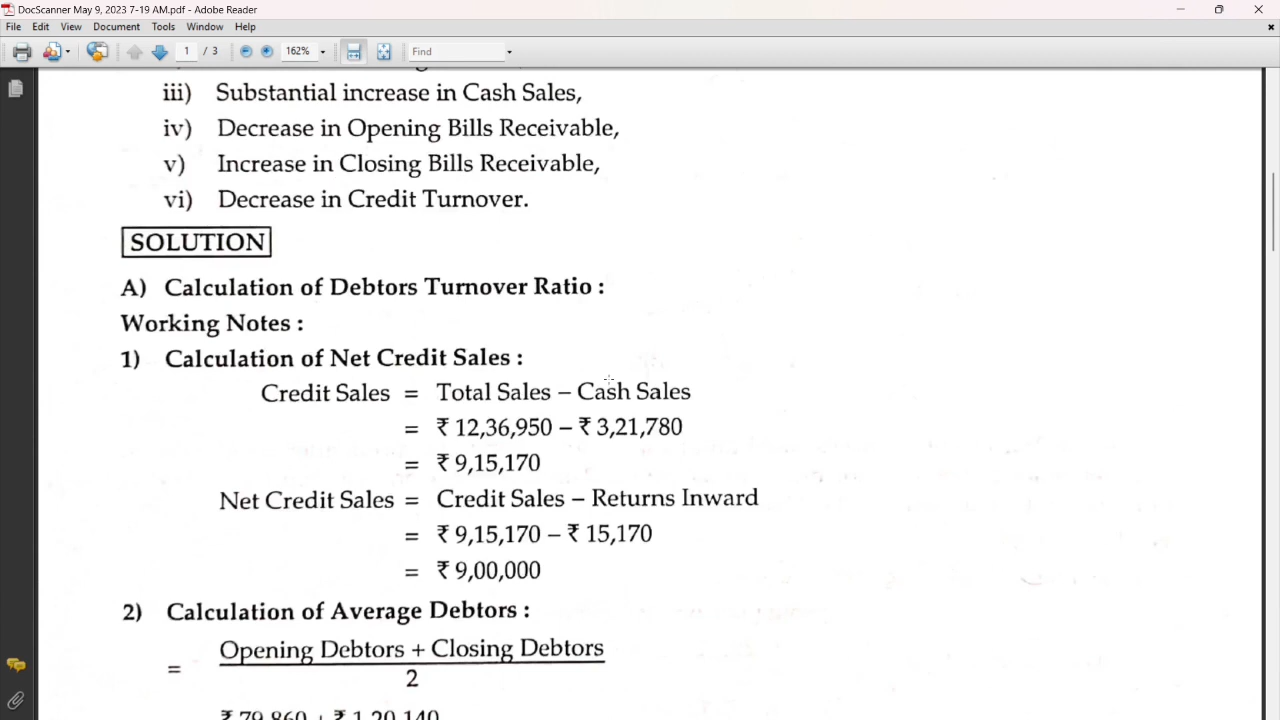 DocScanner May 9, 2023 7-19 AM.pdf - Adobe Reader
File Edit View Document Tools Window Help
1 / 3 162% Find
iii) Substantial increase in Cash Sales,
iv) Decrease in Opening Bills Receivable,
v) Increase in Closing Bills Receivable,
vi) Decrease in Credit Turnover.
SOLUTION
A) Calculation of Debtors Turnover Ratio :
Working Notes :
1) Calculation of Net Credit Sales :
Credit Sales = Total Sales – Cash Sales
= ₹ 12,36,950 – ₹ 3,21,780
= ₹ 9,15,170
Net Credit Sales = Credit Sales – Returns Inward
= ₹ 9,15,170 – ₹ 15,170
= ₹ 9,00,000
2) Calculation of Average Debtors :
= Opening Debtors + Closing Debtors
2
₹ 79,860 + ₹ 1,20,140